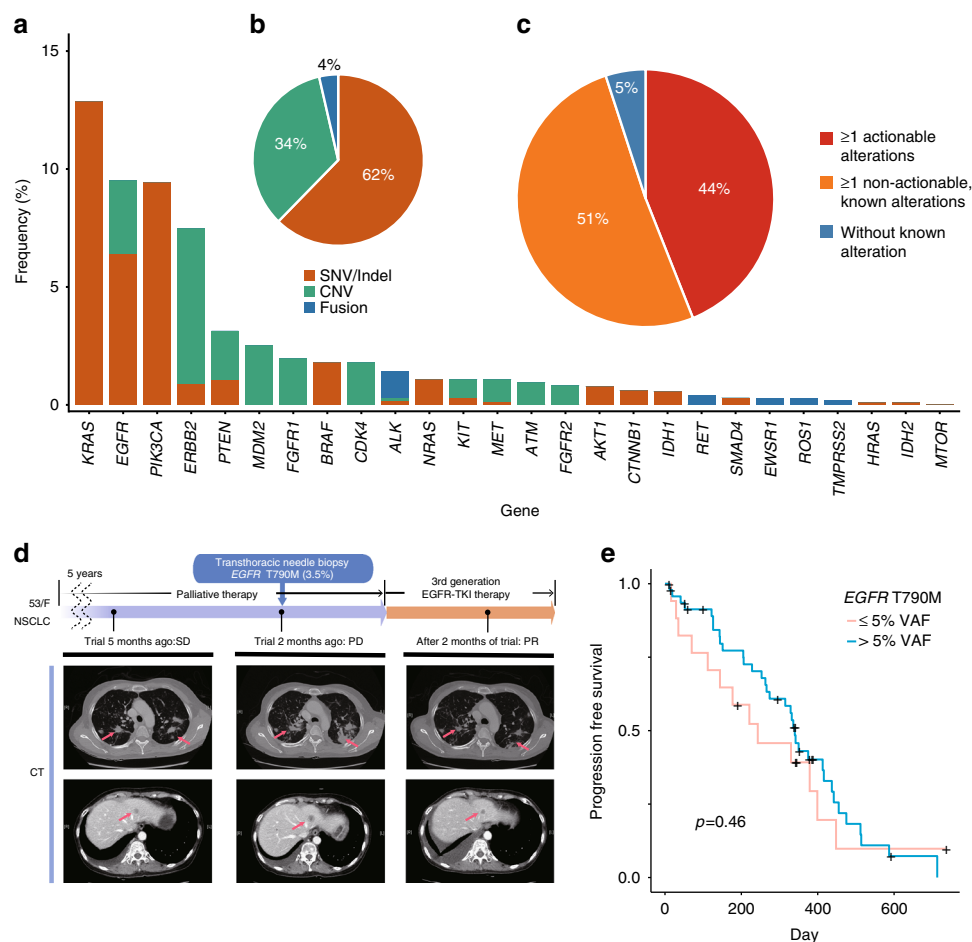 a
b
c
15
10
5
0
Frequency (%)
4%
34%
62%
SNV/Indel
CNV
Fusion
5%
51%
44%
≥1 actionable
alterations
≥1 non-actionable,
known alterations
Without known
alteration
KRAS
EGFR
PIK3CA
ERBB2
PTEN
MDM2
FGFR1
BRAF
CDK4
ALK
NRAS
KIT
MET
ATM
FGFR2
AKT1
CTNNB1
IDH1
RET
SMAD4
EWSR1
ROS1
TMPRSS2
HRAS
IDH2
MTOR
Gene
d
5 years
Transthoracic needle biopsy
EGFR T790M (3.5%)
Palliative therapy
3rd generation
EGFR-TKI therapy
53/F
NSCLC
Trial 5 months ago:SD
Trial 2 months ago: PD
After 2 months of trial: PR
CT
e
1.0
0.5
0.0
Progression free survival
EGFR T790M
≤ 5% VAF
> 5% VAF
p=0.46
0
200
400
600
Day